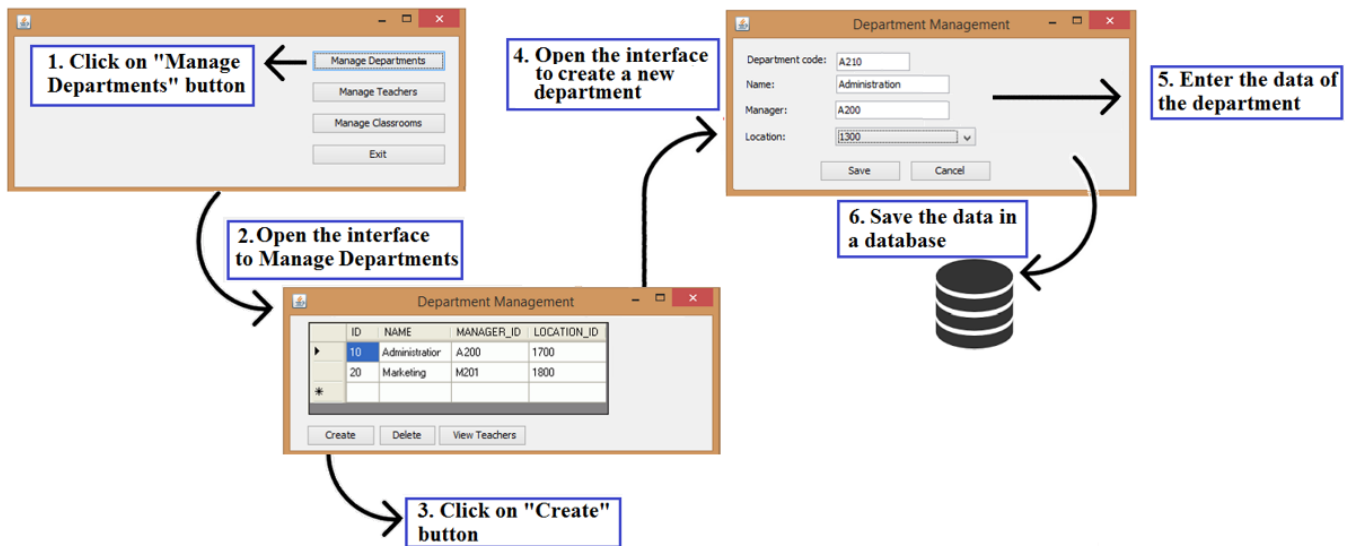 1. Click on "Manage
Departments" button
Manage Departments
Manage Teachers
Manage Classrooms
Exit
2. Open the interface
to Manage Departments
Department Management
ID NAME MANAGER_ID LOCATION_ID
10 Administratior A200 1700
20 Marketing M201 1800
Create Delete View Teachers
3. Click on "Create"
button
4. Open the interface
to create a new
department
Department Management
Department code: A210
Name: Administration
Manager: A200
Location: 1300
Save Cancel
5. Enter the data of
the department
6. Save the data in
a database